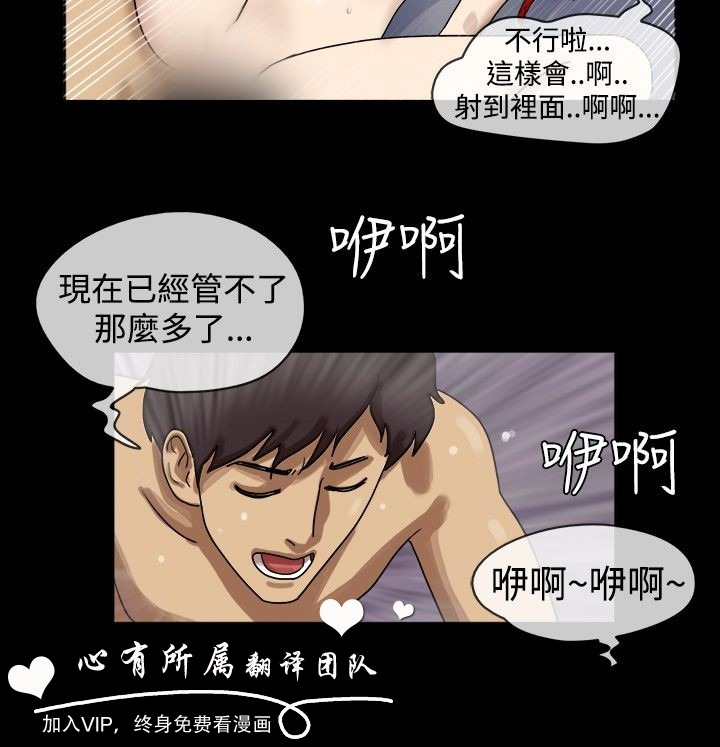 不行啦...
這樣會..啊..
射到裡面..啊啊...
咿啊
現在已經管不了
那麼多了...
咿啊
咿啊~咿啊~
心有所属翻译团队
加入VIP，终身免费看漫画